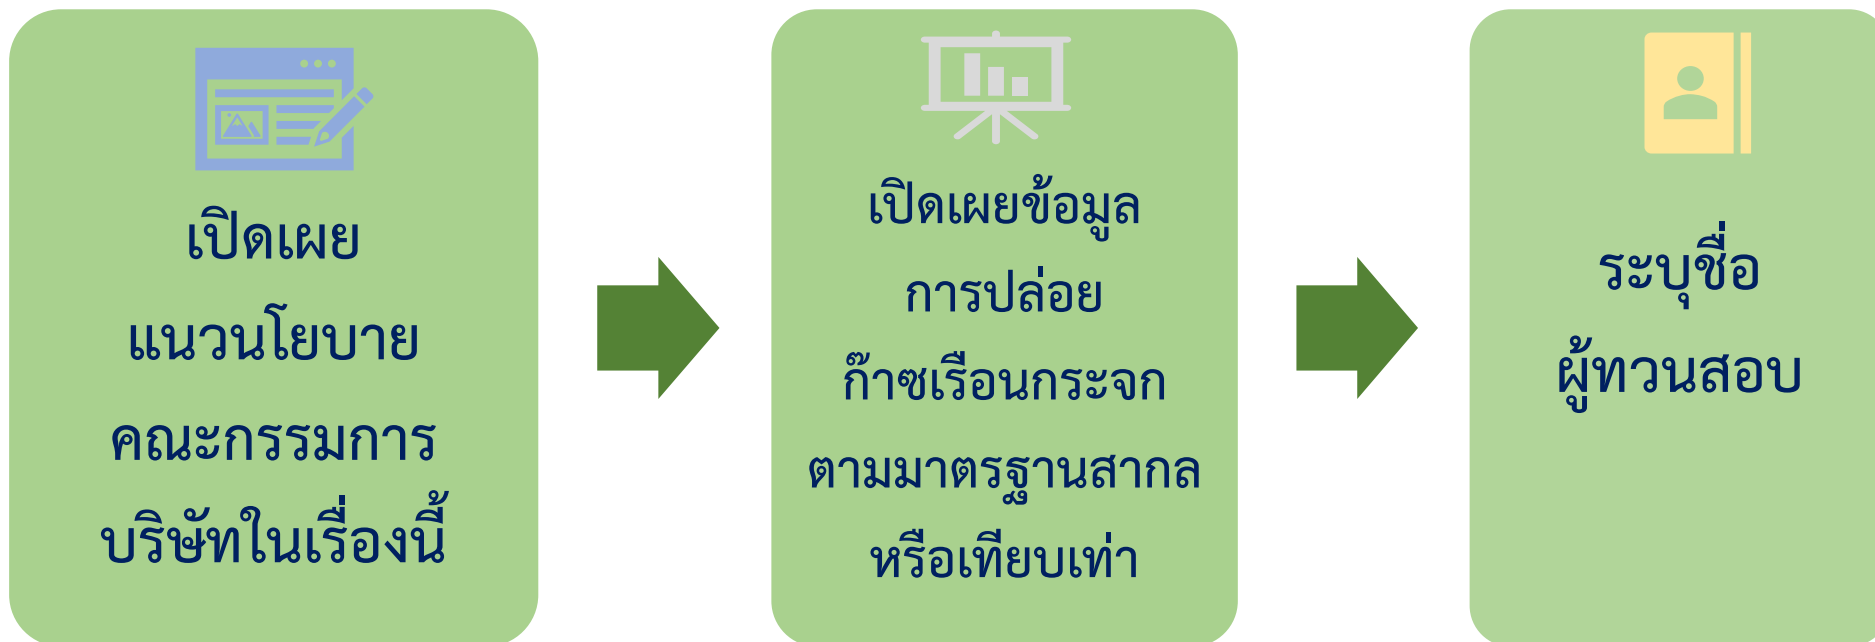 เปิดเผย
แนวนโยบาย
คณะกรรมการ
บริษัทในเรื่องนี้
เปิดเผยข้อมูล
การปล่อย
ก๊าซเรือนกระจก
ตามมาตรฐานสากล
หรือเทียบเท่า
ระบุชื่อ
ผู้ทวนสอบ